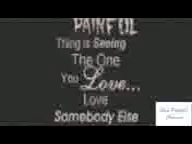 PAINFUL
Thing is Seeing
The One
You Love...
Love
Somebody Else